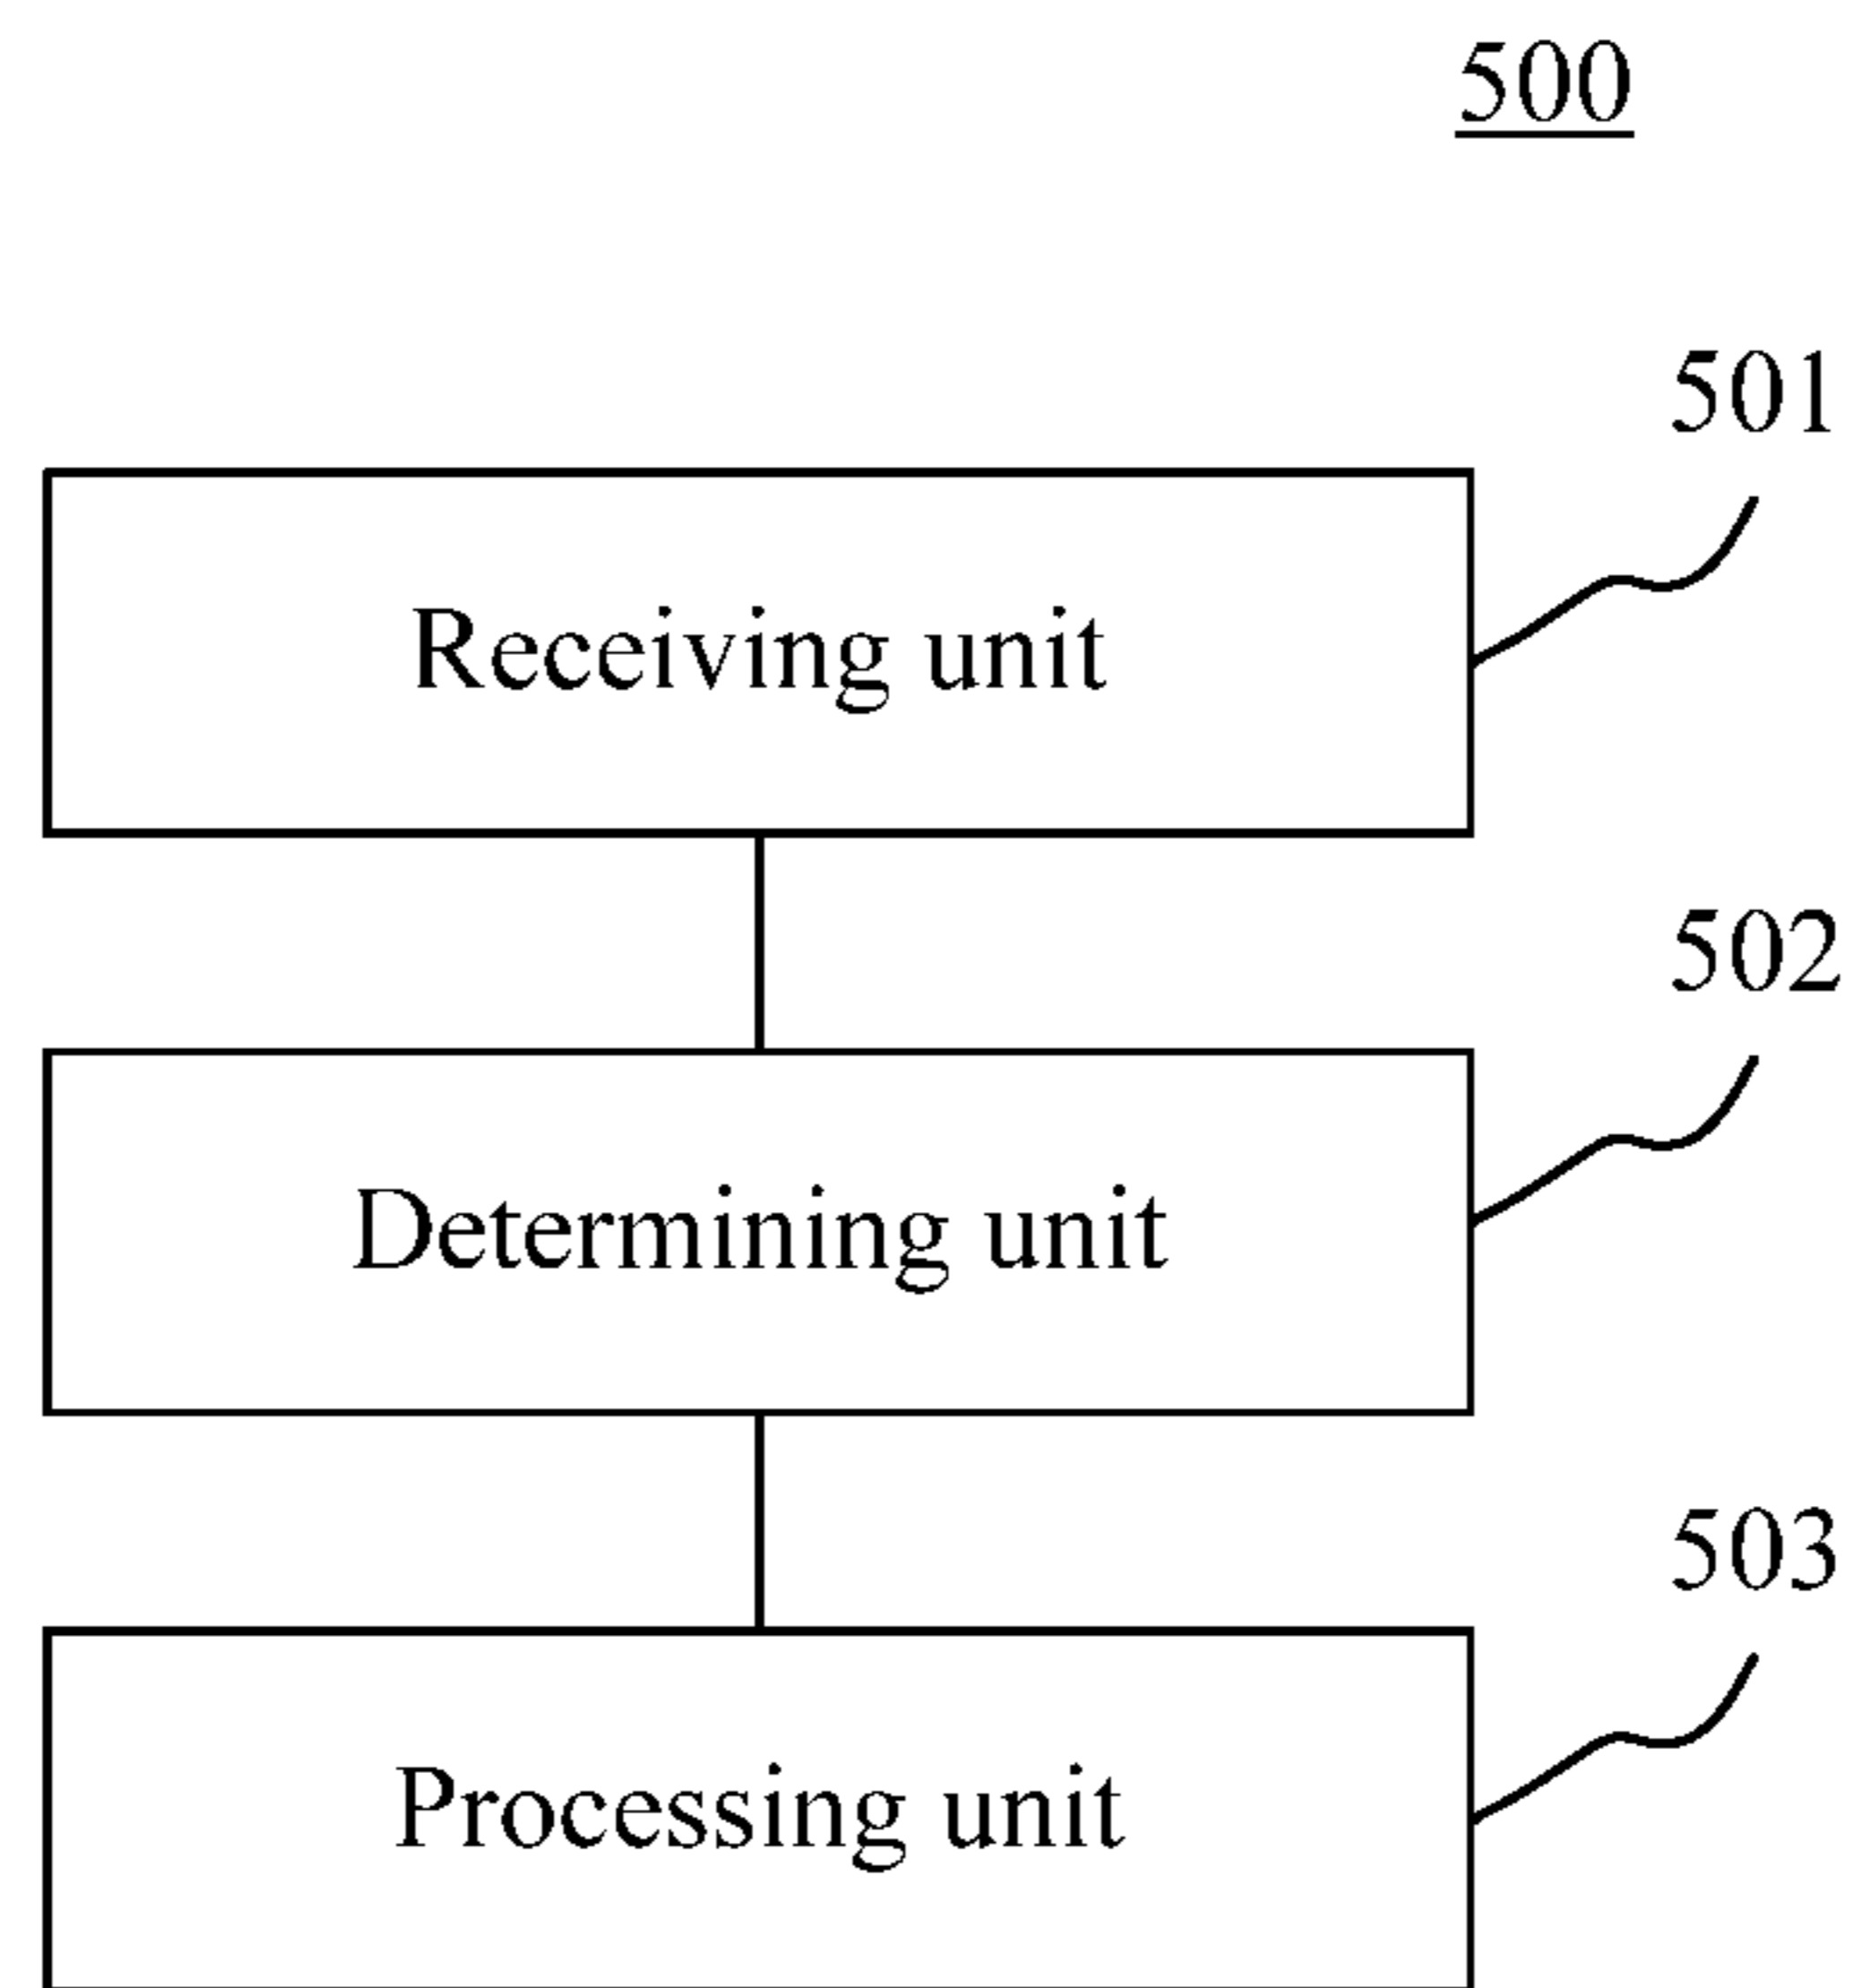 500
501
Receiving unit
502
Determining unit
503
Processing unit